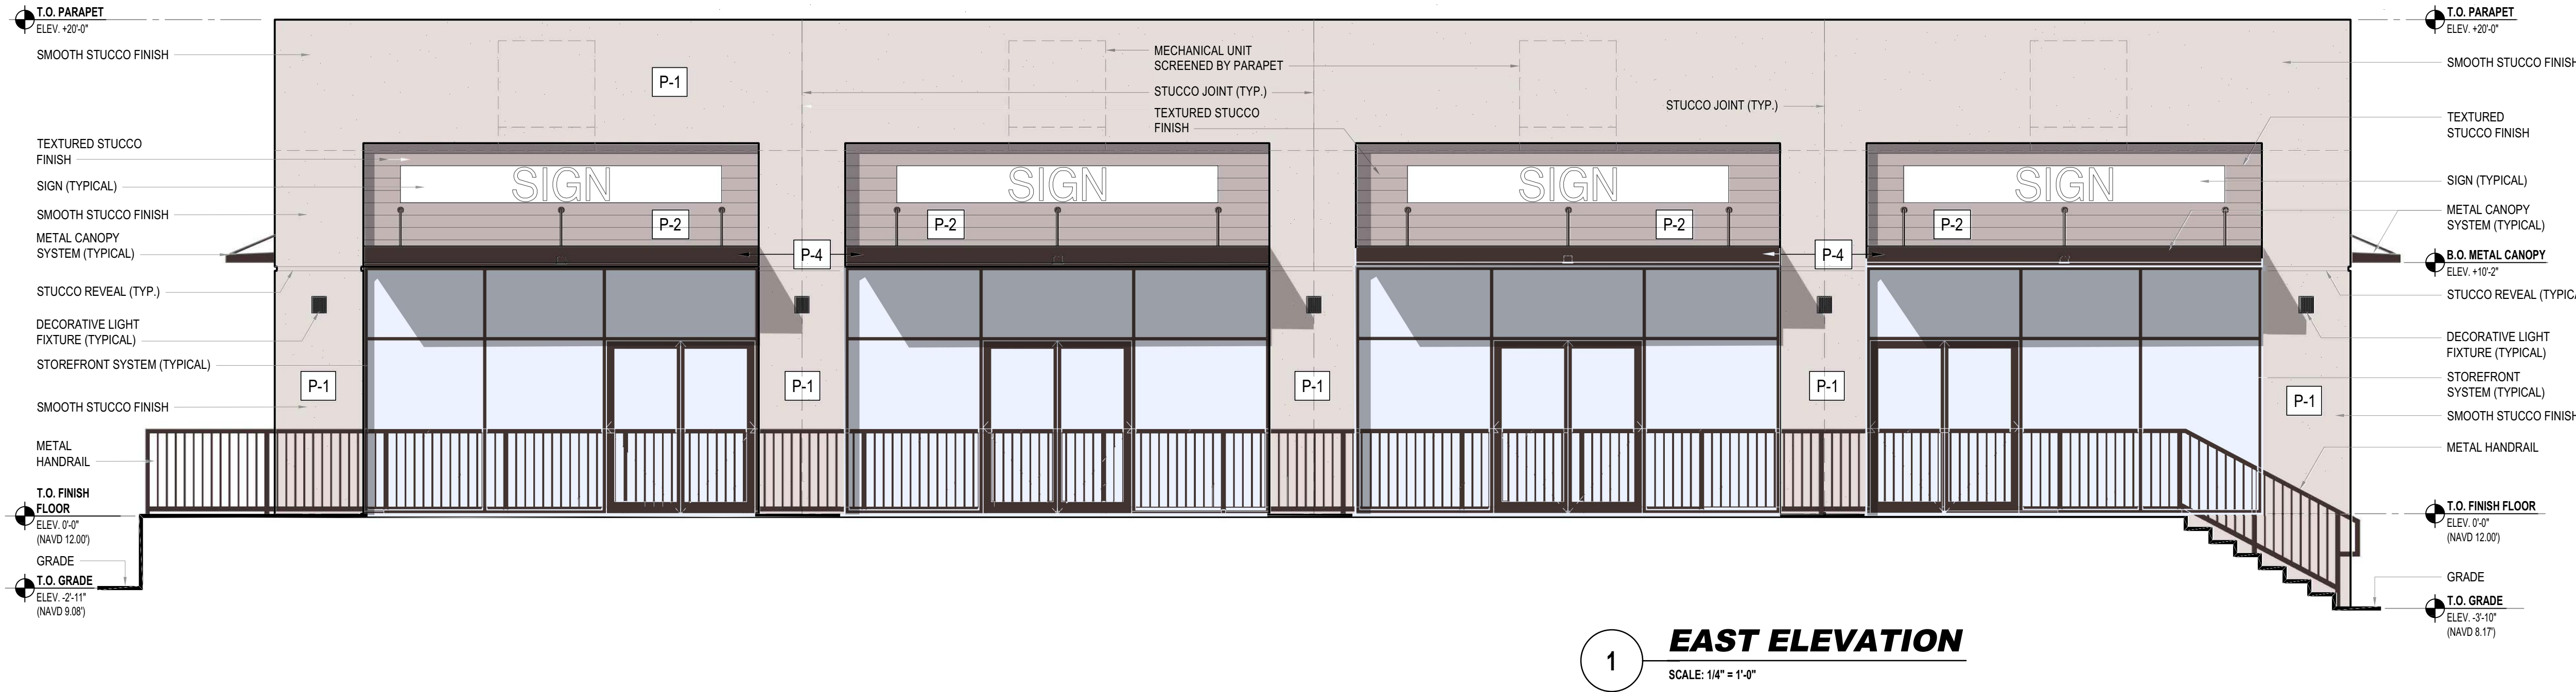 T.O. PARAPET
ELEV. +20'-0"
SMOOTH STUCCO FINISH
TEXTURED STUCCO
FINISH
SIGN (TYPICAL)
SMOOTH STUCCO FINISH
METAL CANOPY
SYSTEM (TYPICAL)
STUCCO REVEAL (TYP.)
DECORATIVE LIGHT
FIXTURE (TYPICAL)
STOREFRONT SYSTEM (TYPICAL)
SMOOTH STUCCO FINISH
METAL
HANDRAIL
T.O. FINISH
FLOOR
ELEV. 0'-0"
(NAVD 12.00')
GRADE
T.O. GRADE
ELEV. -2'-11"
(NAVD 9.08')
P-1
MECHANICAL UNIT
SCREENED BY PARAPET
STUCCO JOINT (TYP.)
TEXTURED STUCCO
FINISH
STUCCO JOINT (TYP.)
SIGN
SIGN
SIGN
SIGN
P-2
P-2
P-2
P-2
P-4
P-4
P-1
P-1
P-1
P-1
P-1
T.O. PARAPET
ELEV. +20'-0"
SMOOTH STUCCO FINISH
TEXTURED
STUCCO FINISH
SIGN (TYPICAL)
METAL CANOPY
SYSTEM (TYPICAL)
B.O. METAL CANOPY
ELEV. +10'-2"
STUCCO REVEAL (TYPICA
DECORATIVE LIGHT
FIXTURE (TYPICAL)
STOREFRONT
SYSTEM (TYPICAL)
SMOOTH STUCCO FINISH
METAL HANDRAIL
T.O. FINISH FLOOR
ELEV. 0'-0"
(NAVD 12.00')
GRADE
T.O. GRADE
ELEV. -3'-10"
(NAVD 8.17')
1
EAST ELEVATION
SCALE: 1/4" = 1'-0"